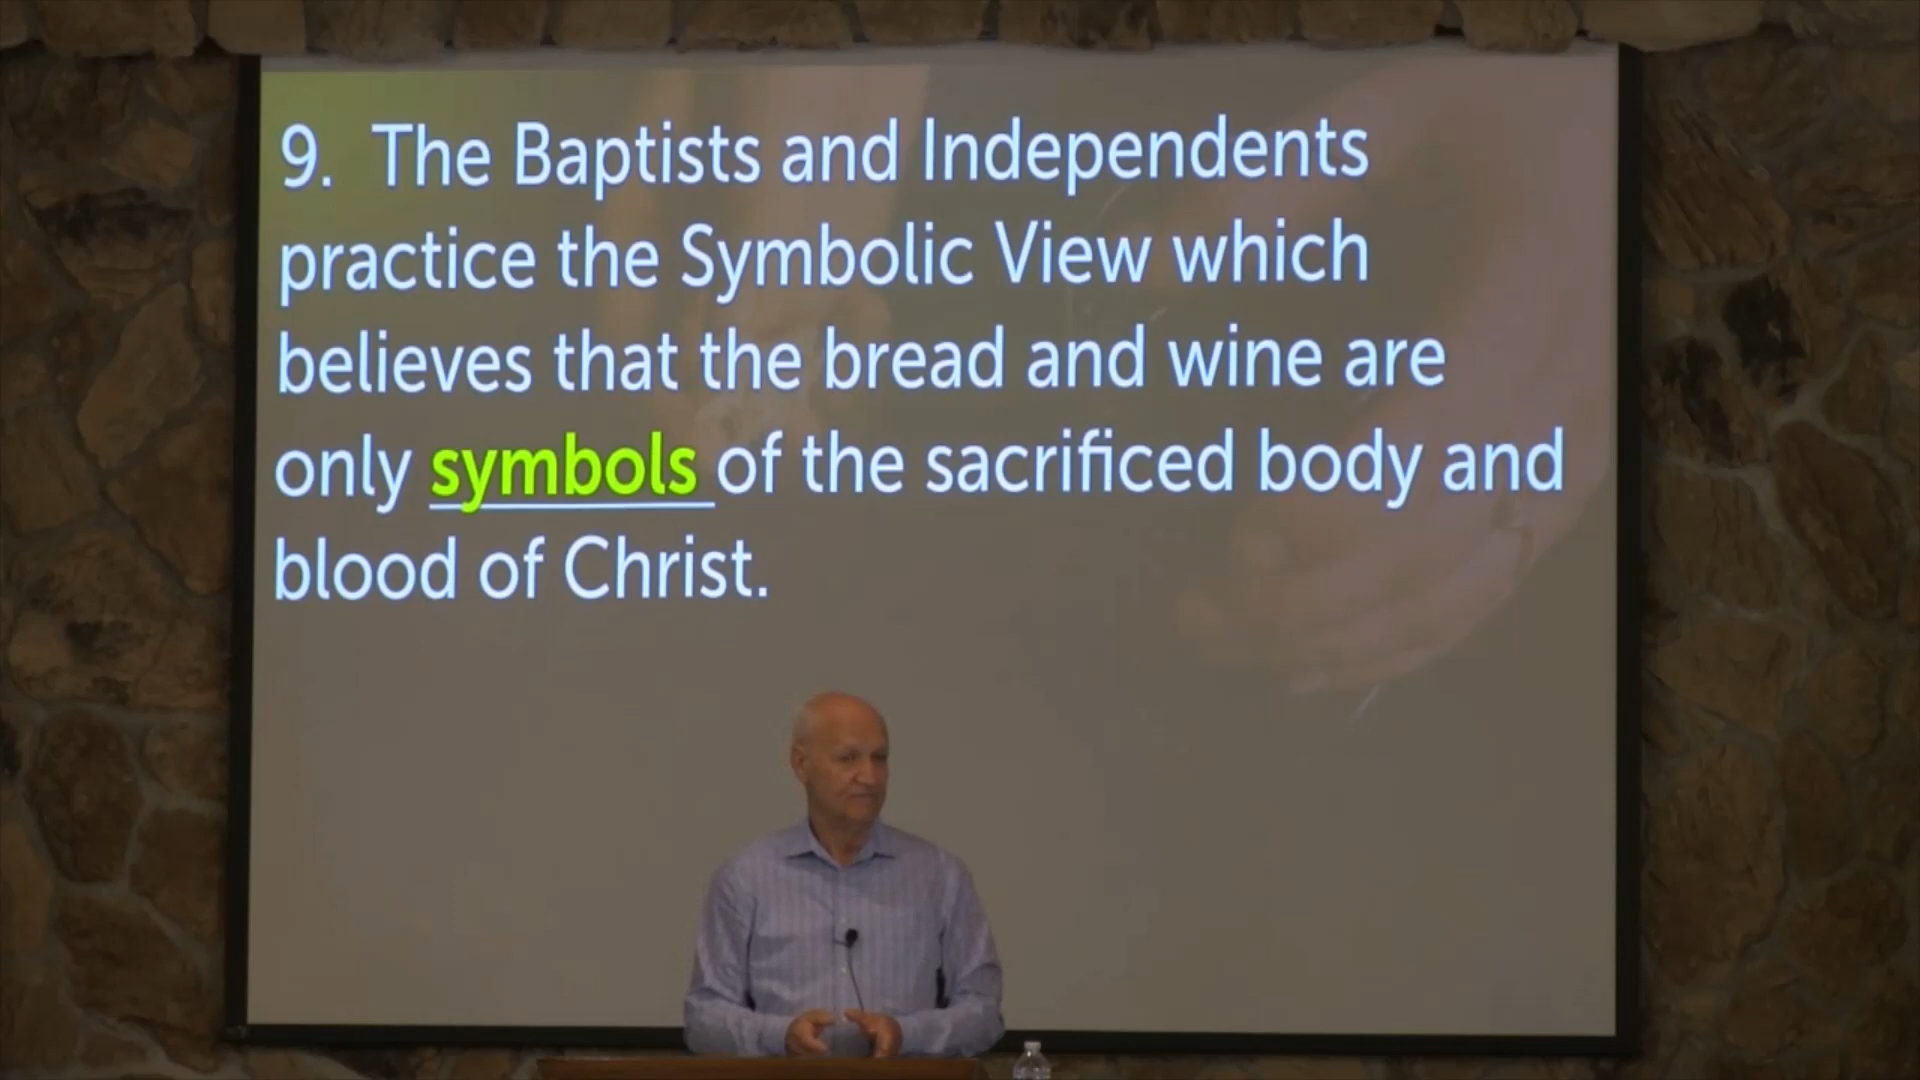 9. The Baptists and Independents
practice the Symbolic View which
believes that the bread and wine are
only symbols of the sacrificed body and
blood of Christ.